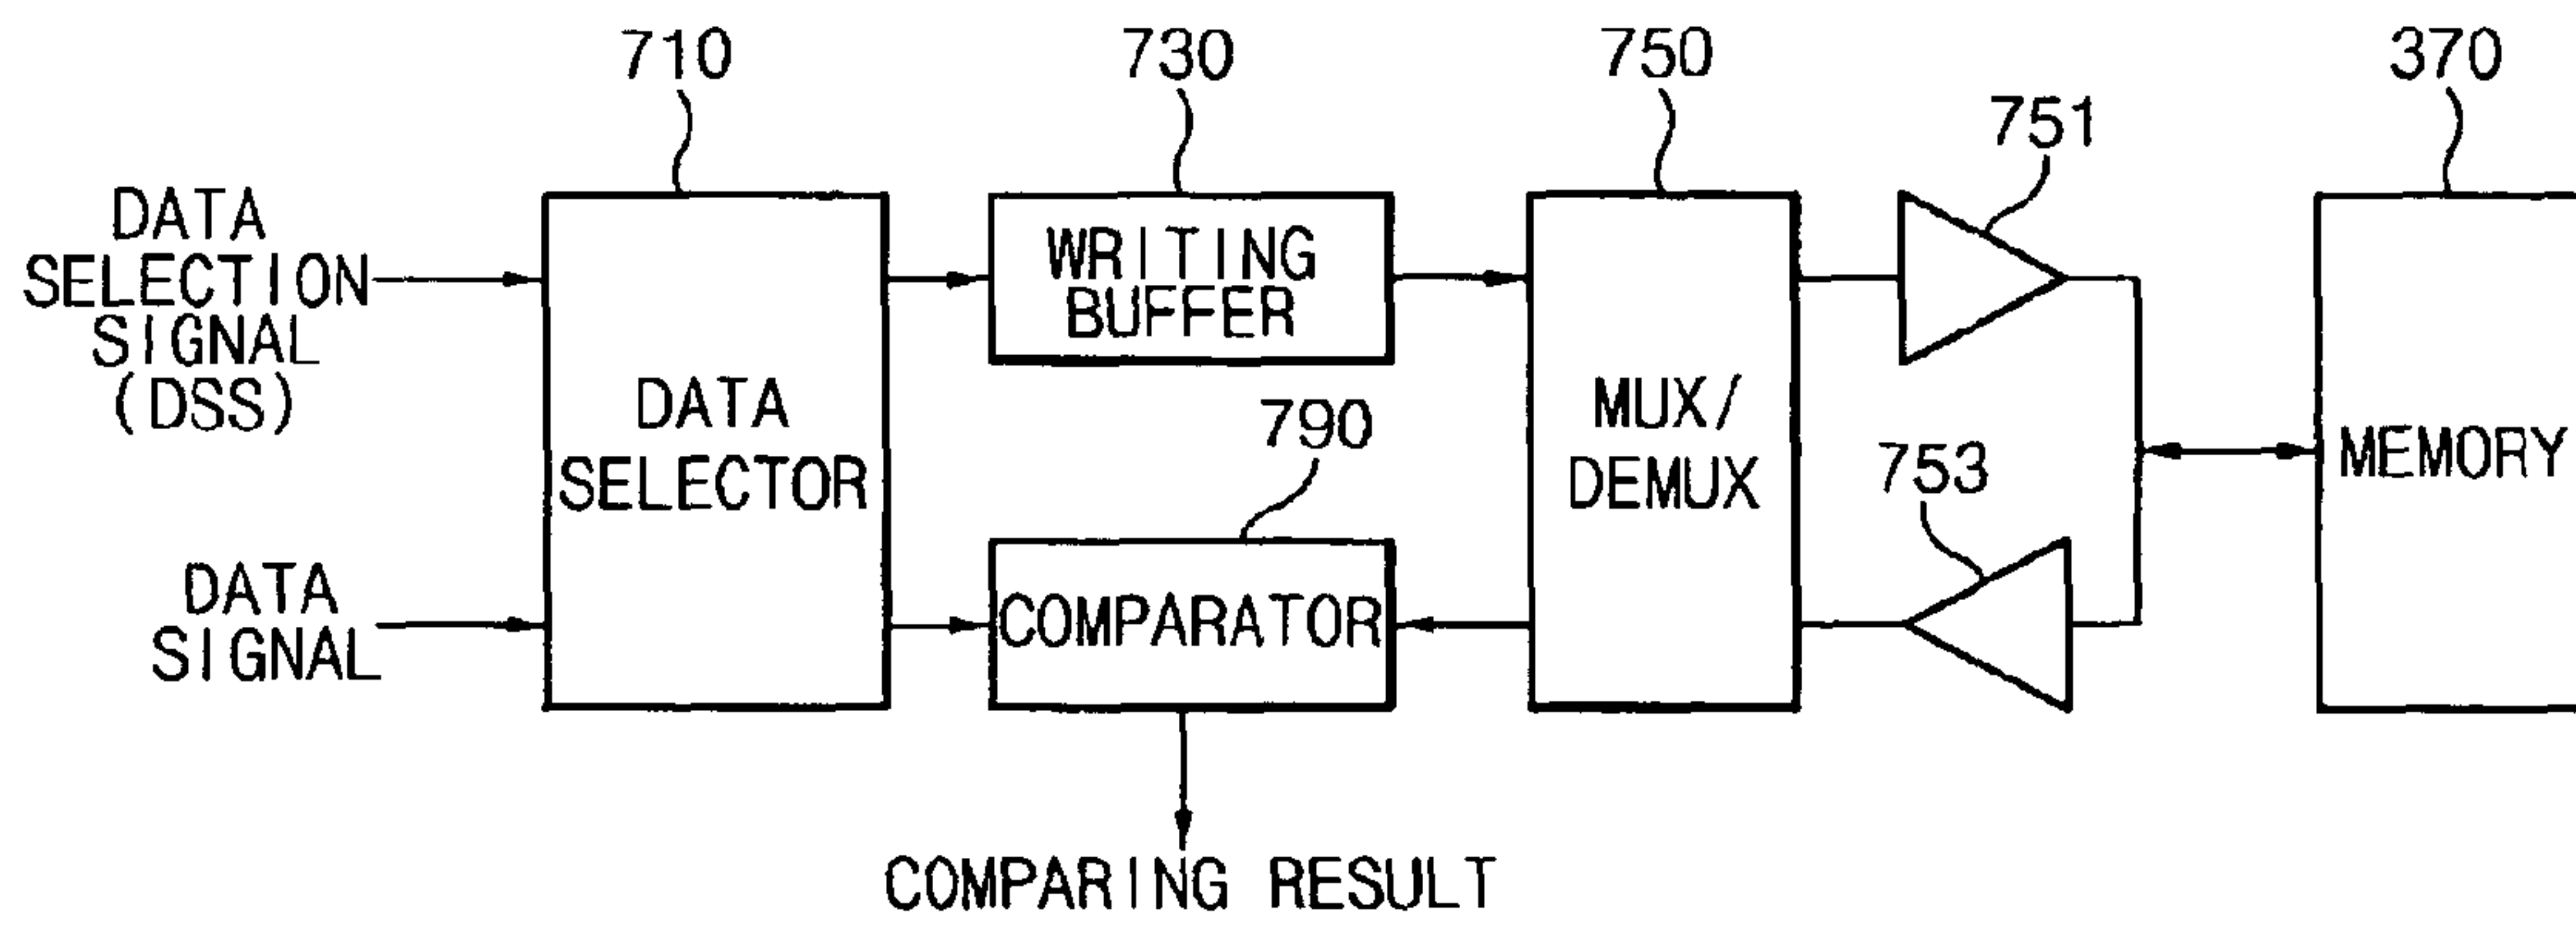 710
730
750
370
751
DATA
SELECTION
SIGNAL
(DSS)
WRITING
BUFFER
DATA
SELECTOR
790
MUX/
DEMUX
753
MEMORY
DATA
SIGNAL
COMPARATOR
COMPARING RESULT